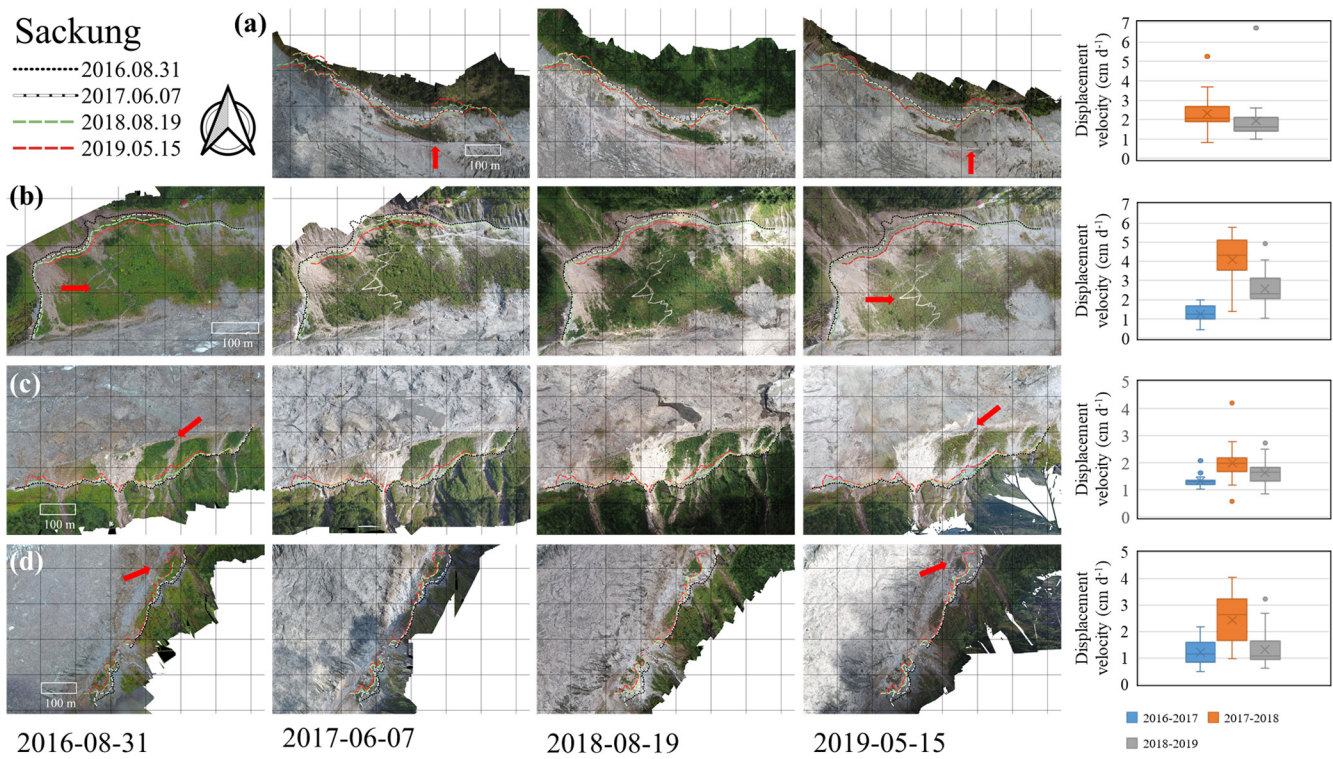 Sackung
2016.08.31
2017.06.07
2018.08.19
2019.05.15
(a)
100 m
Displacement
velocity (cm d⁻¹)
7
6
5
4
3
2
1
0
(b)
100 m
100 m
Displacement
velocity (cm d⁻¹)
7
6
5
4
3
2
1
0
(c)
100 m
Displacement
velocity (cm d⁻¹)
5
4
3
2
1
0
(d)
100 m
Displacement
velocity (cm d⁻¹)
5
4
3
2
1
0
2016-08-31
2017-06-07
2018-08-19
2019-05-15
2016-2017
2017-2018
2018-2019